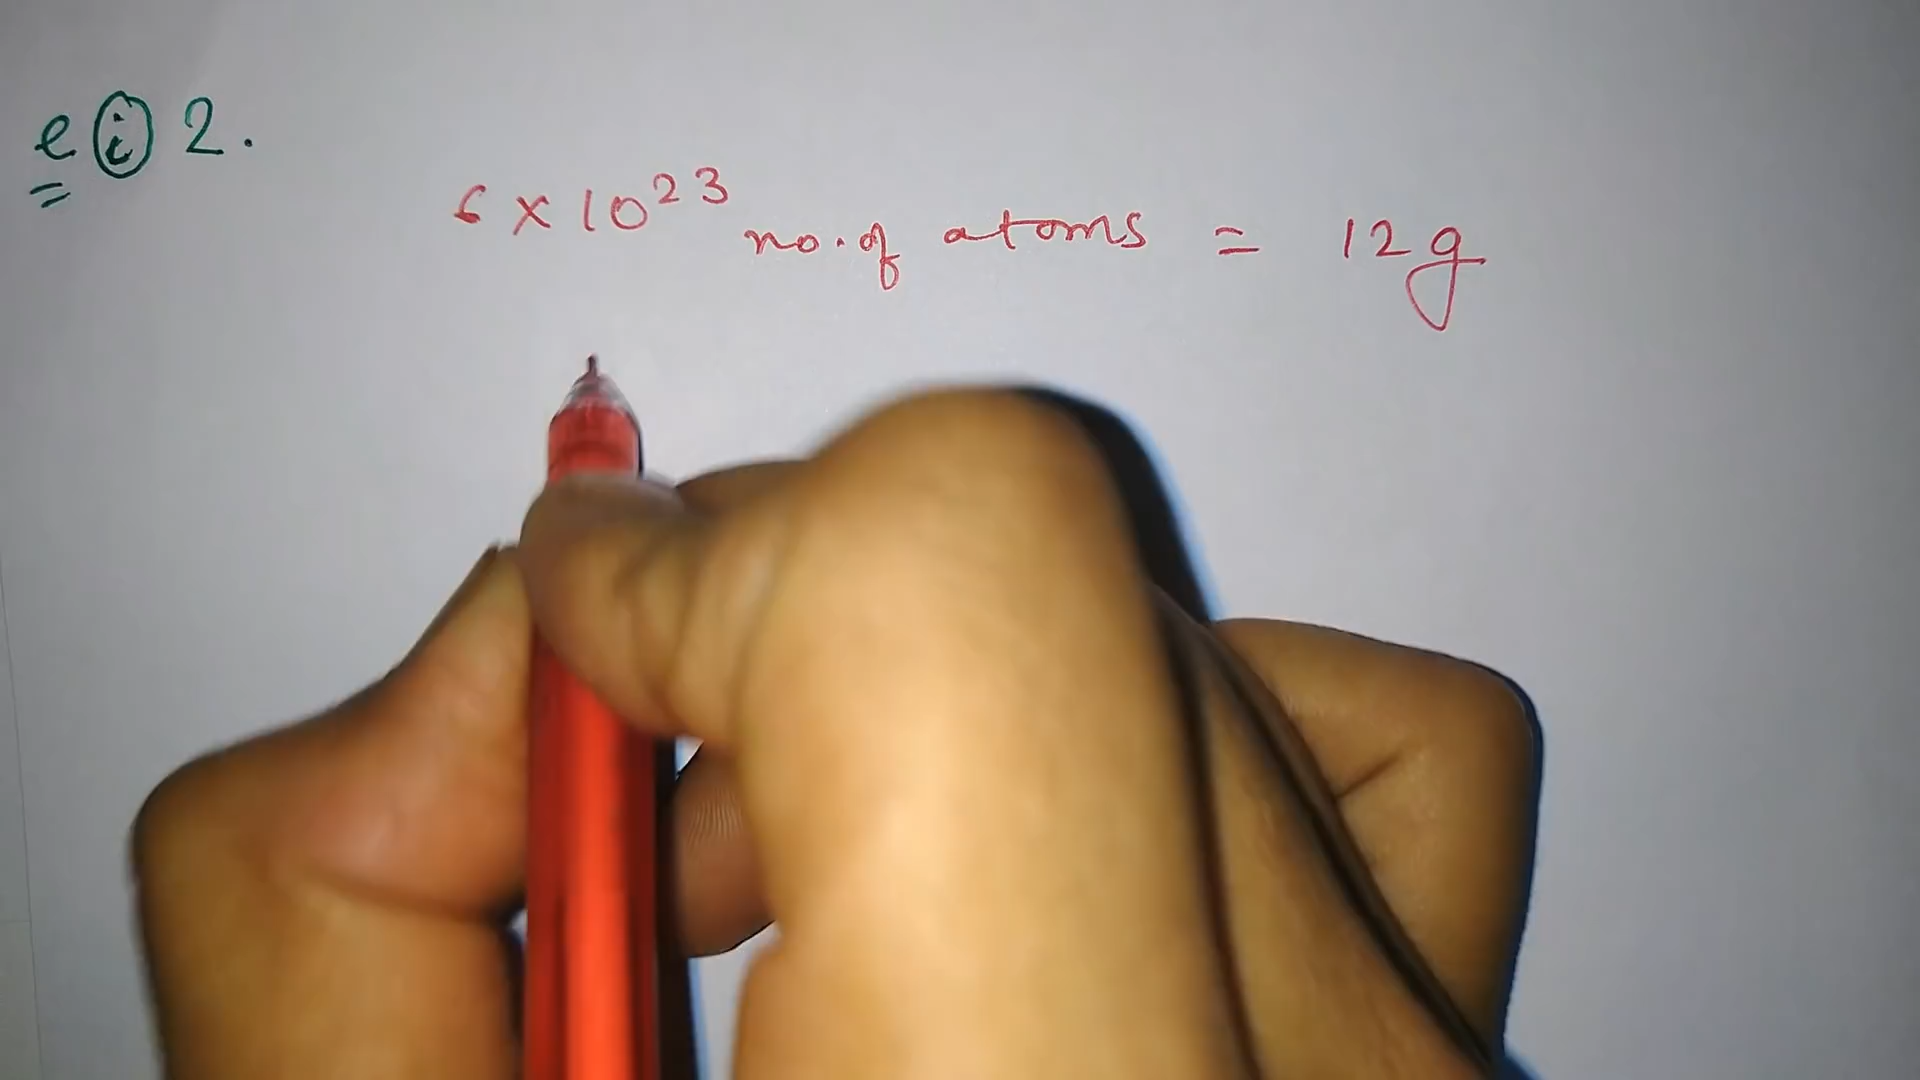 e (i) 2.
6 × 10²³ no. of atoms = 12g